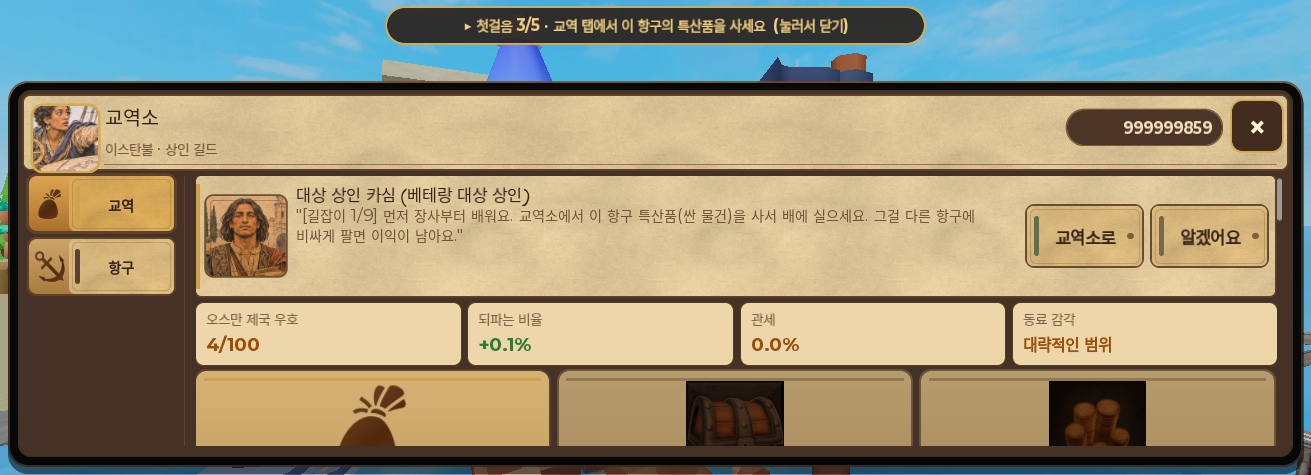 ▸ 첫걸음 3/5 · 교역 탭에서 이 항구의 특산품을 사세요 (눌러서 닫기)
교역소
이스탄불 · 상인 길드
999999859
×
교역
항구
대상 상인 카심 (베테랑 대상 상인)
"[길잡이 1/9] 먼저 장사부터 배워요. 교역소에서 이 항구 특산품(싼 물건)을 사서 배에 실으세요. 그걸 다른 항구에
비싸게 팔면 이익이 남아요."
교역소로
알겠어요
오스만 제국 우호
4/100
되파는 비율
+0.1%
관세
0.0%
동료 감각
대략적인 범위